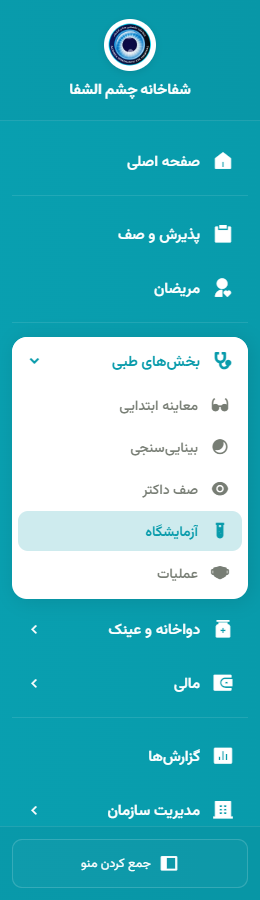 شفاخانه چشم الشفا
صفحه اصلی
پذیرش و صف
مریضان
بخش‌های طبی
معاینه ابتدایی
بینایی‌سنجی
صف داکتر
آزمایشگاه
عملیات
دواخانه و عینک
مالی
گزارش‌ها
مدیریت سازمان
جمع کردن منو